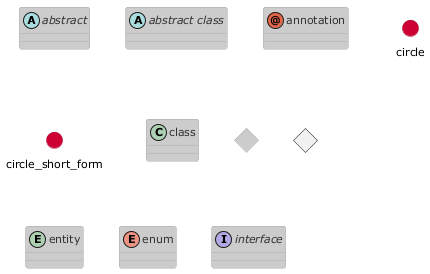 A abstract
A abstract class
@ annotation
circle
circle_short_form
C class
E entity
E enum
I interface